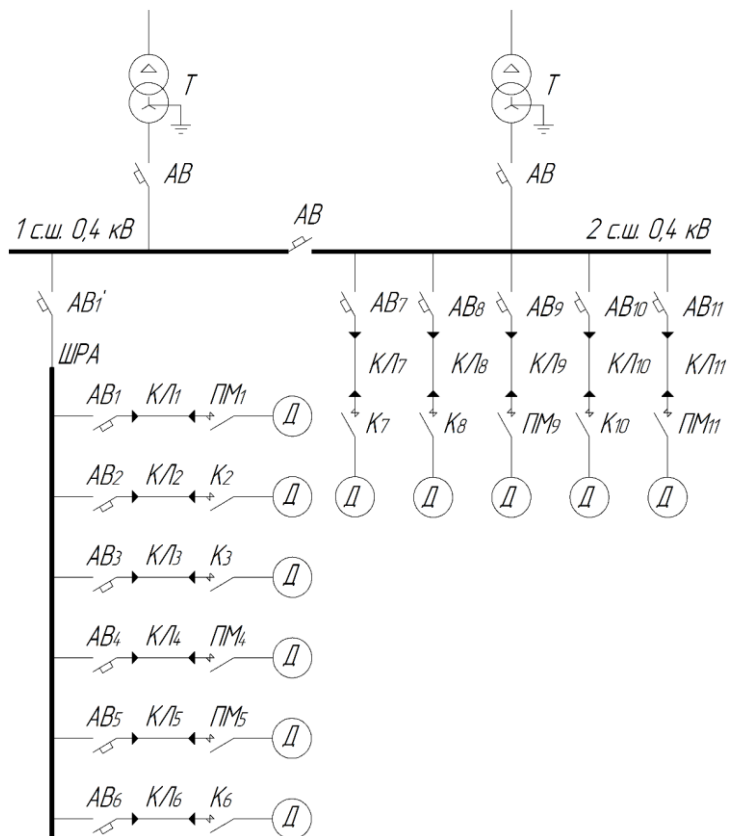 Т Т
АВ АВ
АВ
1 с.ш. 0,4 кВ 2 с.ш. 0,4 кВ
АВ1' АВ7 АВ8 АВ9 АВ10 АВ11
ШРА КЛ7 КЛ8 КЛ9 КЛ10 КЛ11
АВ1 КЛ1 ПМ1
Д К7 К8 ПМ9 К10 ПМ11
АВ2 КЛ2 К2
Д Д Д Д Д Д
АВ3 КЛ3 К3
Д
АВ4 КЛ4 ПМ4
Д
АВ5 КЛ5 ПМ5
Д
АВ6 КЛ6 К6
Д